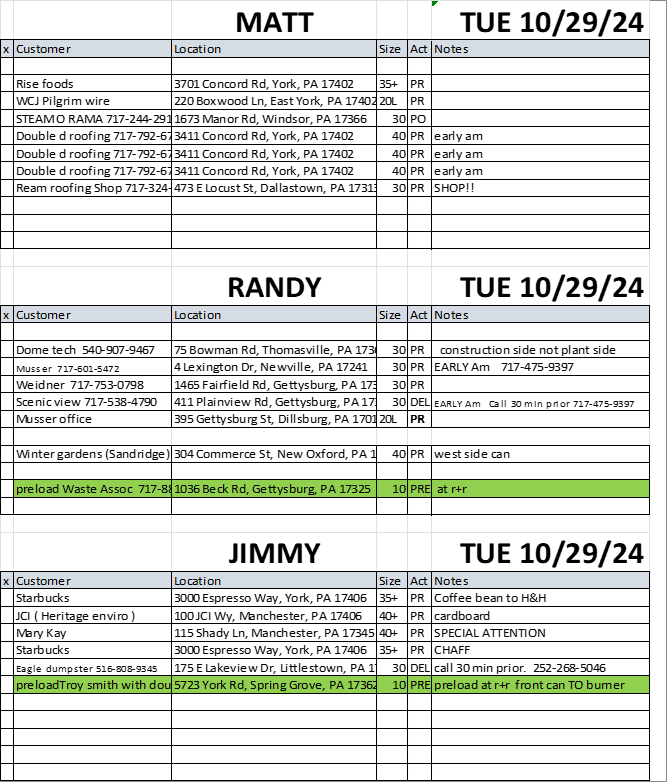 MATT TUE 10/29/24
x Customer Location Size Act Notes
Rise foods 3701 Concord Rd, York, PA 17402 35+ PR
WCJ Pilgrim wire 220 Boxwood Ln, East York, PA 17402 20L PR
STEAMO RAMA 717-244-291 1673 Manor Rd, Windsor, PA 17366 30 PO
Double d roofing 717-792-67 3411 Concord Rd, York, PA 17402 40 PR early am
Double d roofing 717-792-67 3411 Concord Rd, York, PA 17402 40 PR early am
Double d roofing 717-792-67 3411 Concord Rd, York, PA 17402 40 PR early am
Ream roofing Shop 717-324- 473 E Locust St, Dallastown, PA 1731 30 PR SHOP!!
RANDY TUE 10/29/24
x Customer Location Size Act Notes
Dome tech 540-907-9467 75 Bowman Rd, Thomasville, PA 173 30 PR construction side not plant side
Musser 717-601-5472 4 Lexington Dr, Newville, PA 17241 30 PR EARLY Am 717-475-9397
Weidner 717-753-0798 1465 Fairfield Rd, Gettysburg, PA 173 30 PR
Scenic view 717-538-4790 411 Plainview Rd, Gettysburg, PA 173 30 DEL EARLY Am Call 30 min prior 717-475-9397
Musser office 395 Gettysburg St, Dillsburg, PA 1701 20L PR
Winter gardens (Sandridge) 304 Commerce St, New Oxford, PA 1 40 PR west side can
preload Waste Assoc 717-88 1036 Beck Rd, Gettysburg, PA 17325 10 PRE at r+r
JIMMY TUE 10/29/24
x Customer Location Size Act Notes
Starbucks 3000 Espresso Way, York, PA 17406 35+ PR Coffee bean to H&H
JCI ( Heritage enviro ) 100 JCI Wy, Manchester, PA 17406 40+ PR cardboard
Mary Kay 115 Shady Ln, Manchester, PA 17345 40+ PR SPECIAL ATTENTION
Starbucks 3000 Espresso Way, York, PA 17406 35+ PR CHAFF
Eagle dumpster 516-808-9345 175 E Lakeview Dr, Littlestown, PA 17 30 DEL call 30 min prior. 252-268-5046
preloadTroy smith with dou 5723 York Rd, Spring Grove, PA 17362 10 PRE preload at r+r front can TO burner